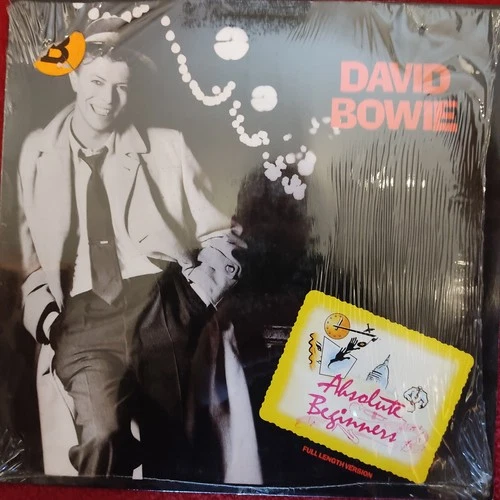 B
DAVID
BOWIE
Absolute
Beginners
FULL LENGTH VERSION